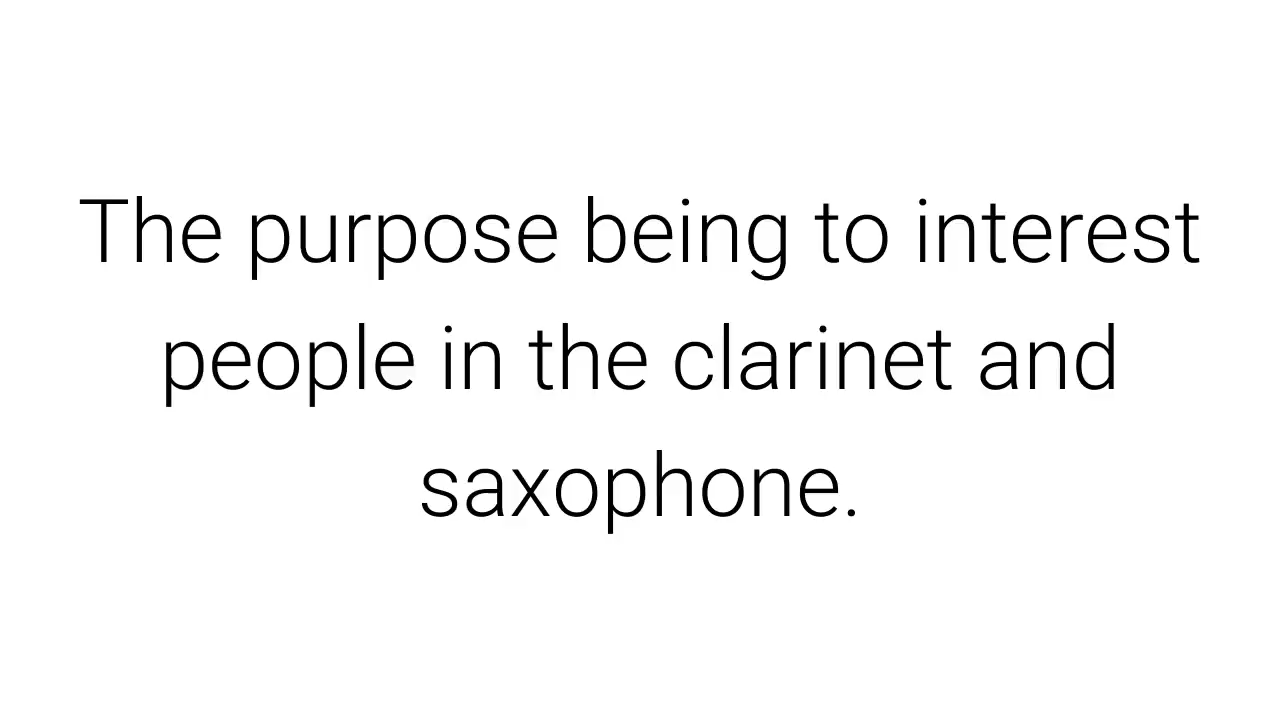 The purpose being to interest
people in the clarinet and
saxophone.